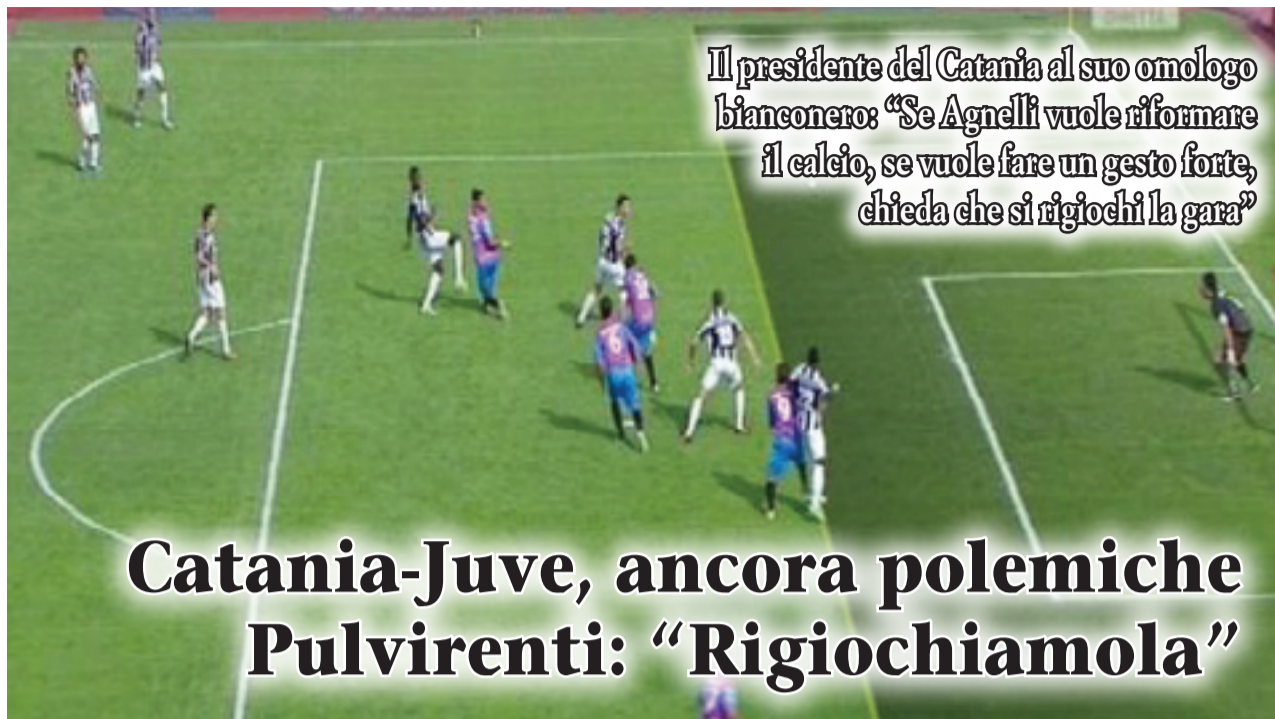 Il presidente del Catania al suo omologo
bianconero: “Se Agnelli vuole riformare
il calcio, se vuole fare un gesto forte,
chieda che si rigiochi la gara”
Catania-Juve, ancora polemiche
Pulvirenti: “Rigiochiamola”